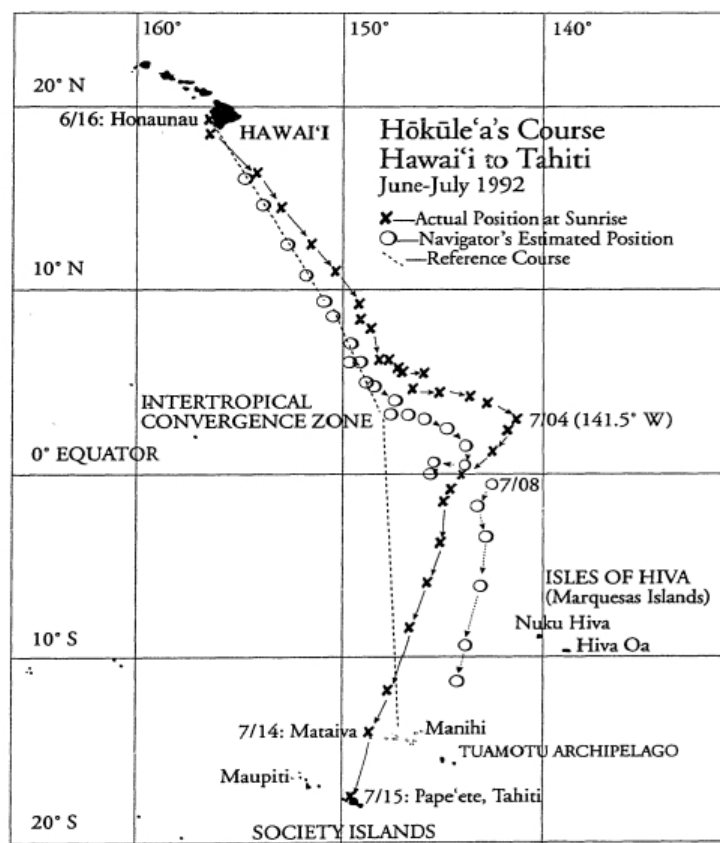 160°
150°
140°
20° N
6/16: Honaunau
HAWAI‘I
Hōkūle‘a’s Course
Hawai‘i to Tahiti
June-July 1992
x—Actual Position at Sunrise
O—Navigator’s Estimated Position
—Reference Course
10° N
INTERTROPICAL
CONVERGENCE ZONE
7/04 (141.5° W)
0° EQUATOR
7/08
ISLES OF HIVA
(Marquesas Islands)
Nuku Hiva
Hiva Oa
10° S
7/14: Mataiva
Manihi
TUAMOTU ARCHIPELAGO
Maupiti
7/15: Pape‘ete, Tahiti
20° S
SOCIETY ISLANDS